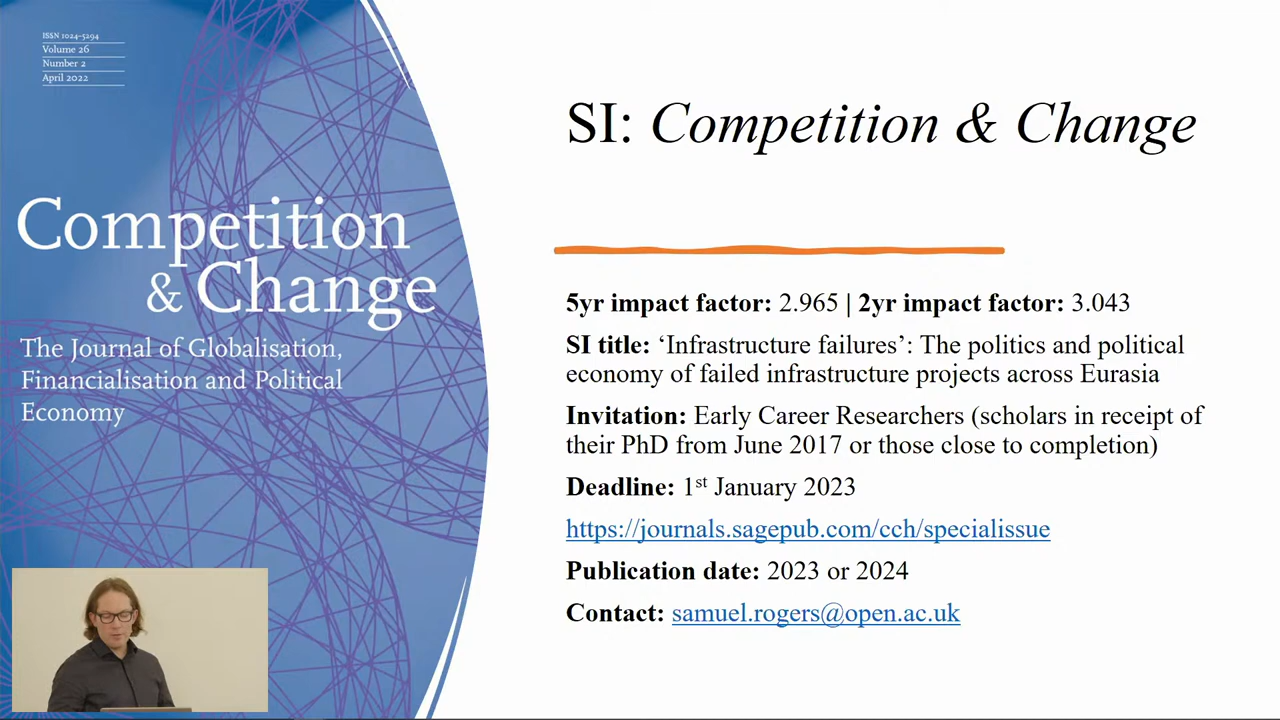 ISSN 1024-5294
Volume 26
Number 2
April 2022
Competition
& Change
The Journal of Globalisation,
Financialisation and Political
Economy
SI: Competition & Change
5yr impact factor: 2.965 | 2yr impact factor: 3.043
SI title: ‘Infrastructure failures’: The politics and political
economy of failed infrastructure projects across Eurasia
Invitation: Early Career Researchers (scholars in receipt of
their PhD from June 2017 or those close to completion)
Deadline: 1st January 2023
https://journals.sagepub.com/cch/specialissue
Publication date: 2023 or 2024
Contact: samuel.rogers@open.ac.uk